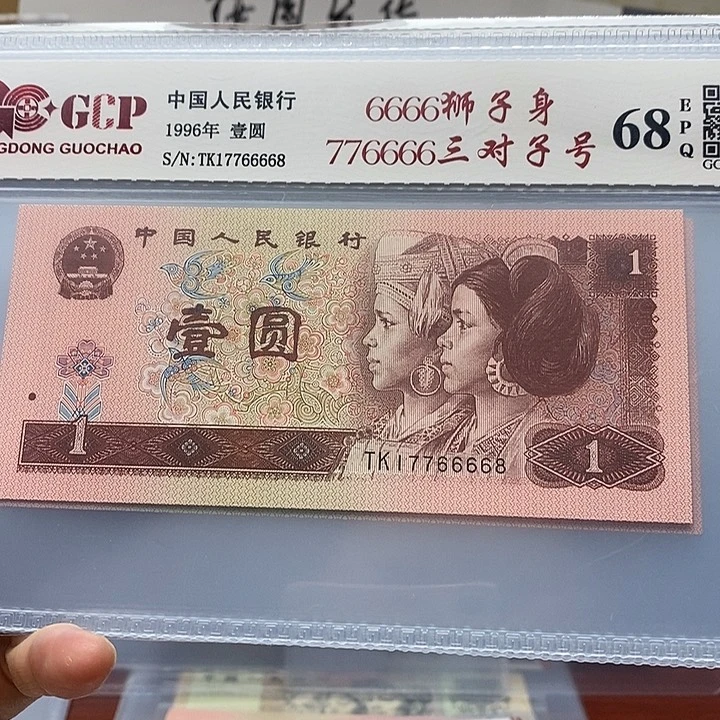 GCP
GDONG GUOCHAO
中国人民银行
1996年 壹圆
S/N:TK17766668
6666狮子身
776666三对子号
68
EPQ
中国人民银行
1
壹圆
1
TK17766668
1